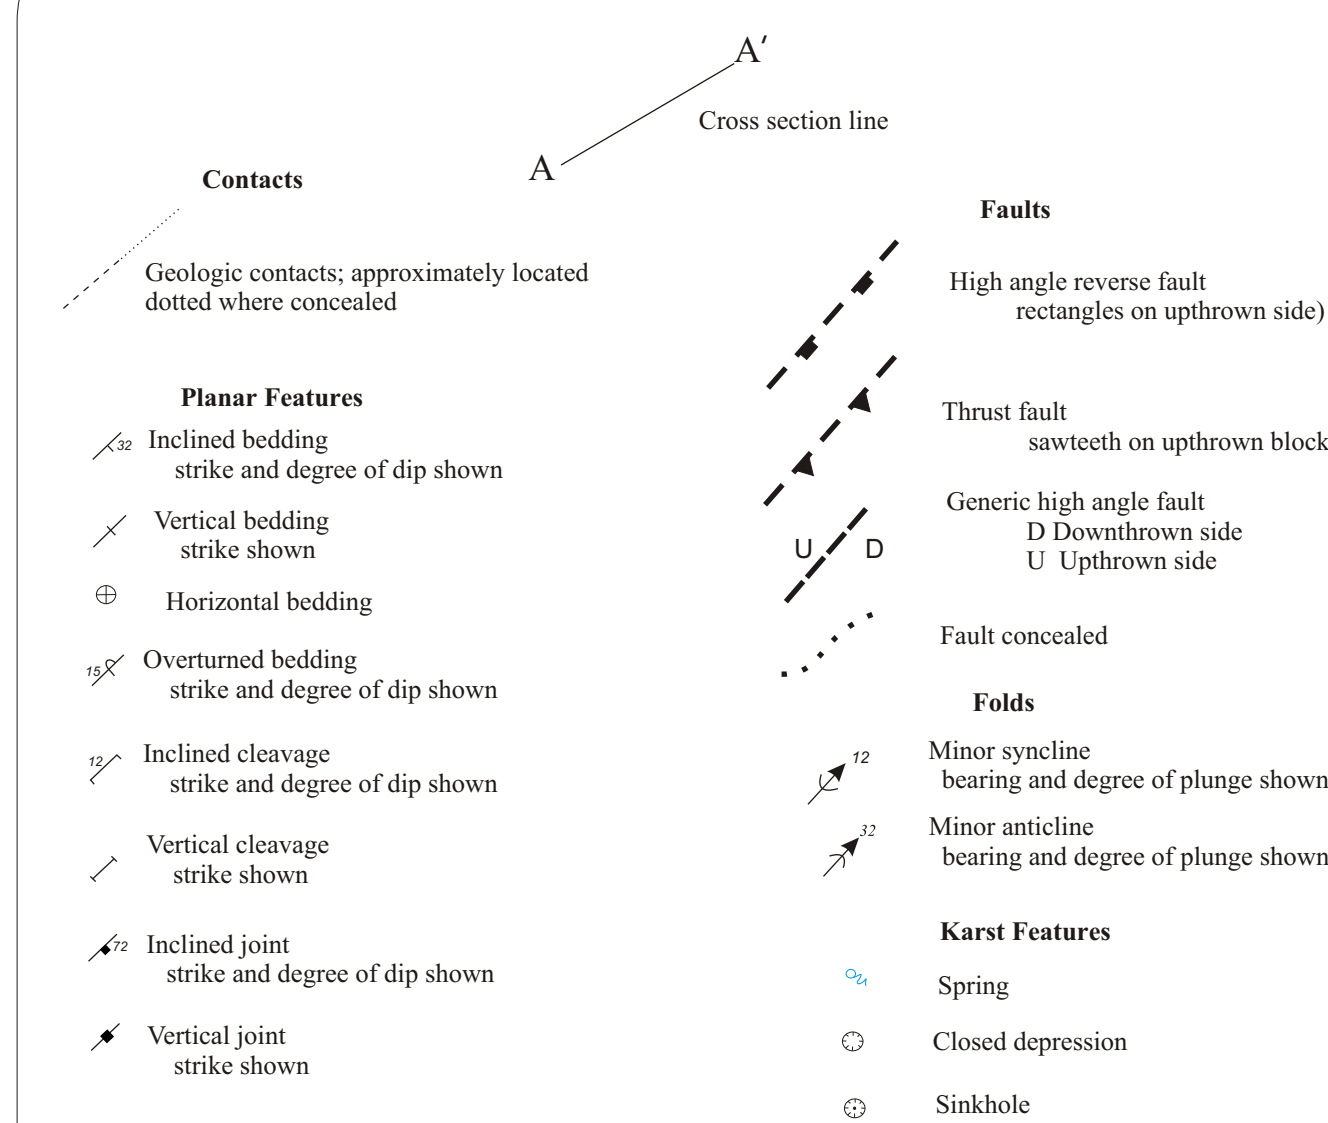 A′
Cross section line
A
Contacts
Geologic contacts; approximately located
dotted where concealed
Planar Features
32 Inclined bedding
strike and degree of dip shown
Vertical bedding
strike shown
Horizontal bedding
15 Overturned bedding
strike and degree of dip shown
12 Inclined cleavage
strike and degree of dip shown
Vertical cleavage
strike shown
72 Inclined joint
strike and degree of dip shown
Vertical joint
strike shown
Faults
High angle reverse fault
rectangles on upthrown side)
Thrust fault
sawteeth on upthrown block
Generic high angle fault
U D D Downthrown side
U Upthrown side
Fault concealed
Folds
12 Minor syncline
bearing and degree of plunge shown
32 Minor anticline
bearing and degree of plunge shown
Karst Features
Spring
Closed depression
Sinkhole